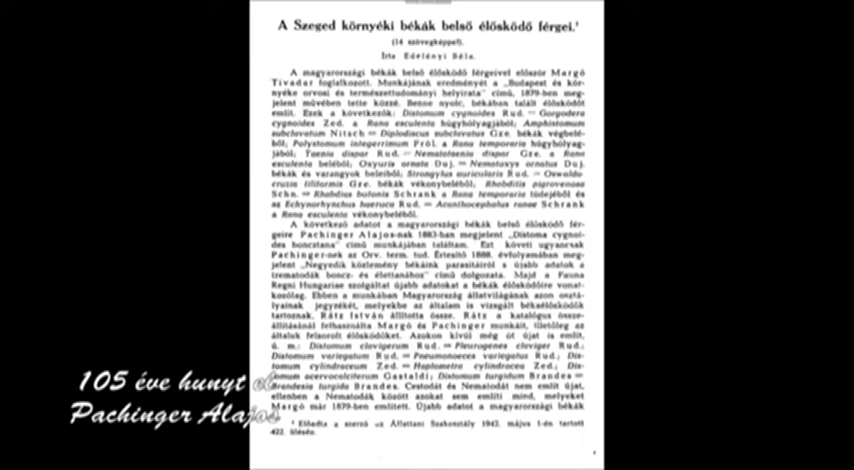 A Szeged környéki békák belső élősködő férgei.¹
(14 szövegképpel).
Írta Edelényi Béla.
A magyarországi békák belső élősködő férgeivel először Margó
Tivadar foglalkozott. Munkájának eredményét a „Budapest és kör-
nyéke orvosi és természettudományi helyirata" című, 1879-ben meg-
jelent művében tette közzé. Benne nyolc, békában talált élősködőt
említ. Ezek a következők: Distomum cygnoides Rud. = Gorgodera
cygnoides Zed. a Rana esculenta húgyhólyagjából; Amphistomum
subclavatum Nitsch = Diplodiscus subclavatus Gze. békák végbelé-
ből; Polystomum integerrimum Fröl. a Rana temporaria húgyhólyag-
jából; Taenia dispar Rud. = Nematotaenia dispar Gze. a Rana
esculenta beléből; Oxyuris ornata Duj. = Nematoxys ornatus Duj.
békák és varangyok beleiből; Strongylus auricularis Rud. = Oswaldo-
cruzia filiformis Gze. békák vékonybeléből; Rhabditis nigrovenosa
Schn. = Rhabdias bufonis Schrank a Rana temporaria tüdejéből és
az Echynorhynchus haeruca Rud. = Acanthocephalus ranae Schrank
a Rana esculenta vékonybeléből.
A következő adatot a magyarországi békák belső élősködő fér-
geire Pachinger Alajos-nak 1883-ban megjelent „Distoma cygnoi-
des boncztana" című munkájában találtam. Ezt követi ugyancsak
Pachinger-nek az Orv. term. tud. Értesítő 1888. évfolyamában meg-
jelent „Negyedik közlemény békáink parasitáiról s újabb adatok a
trematodák boncz- és élettanához" című dolgozata. Majd a Fauna
Regni Hungariae szolgáltat újabb adatokat a békák élősködőire vonat-
kozólag. Ebben a munkában Magyarország állatvilágának azon osztá-
lyainak jegyzékét, melyekbe az általam is vizsgált békaélősködők
tartoznak, Rátz István állította össze. Rátz a katalógus össze-
állításánál felhasználta Margó és Pachinger munkáit, illetőleg az
általuk felsorolt élősködőket. Azokon kívül még öt újat is említ,
ú. m.: Distomum clavigerum Rud. = Pleurogenes claviger Rud.;
Distomum variegatum Rud. = Pneumonoeces variegatus Rud.; Dis-
tomum cylindraceum Zed. = Haplometra cylindracea Zed.; Dis-
tomum acervocalciferum Gastaldi; Distomum turgidum Brandes =
Brandesia turgida Brandes. Cestodát és Nematodát nem említ újat,
ellenben a Nematodák között azokat sem említi mind, melyeket
Margó már 1879-ben említett. Újabb adatot a magyarországi békák
¹ Előadta a szerző az Állattani Szakosztály 1942. május 1-én tartott
422. ülésén.
105 éve hunyt el
Pachinger Alajos